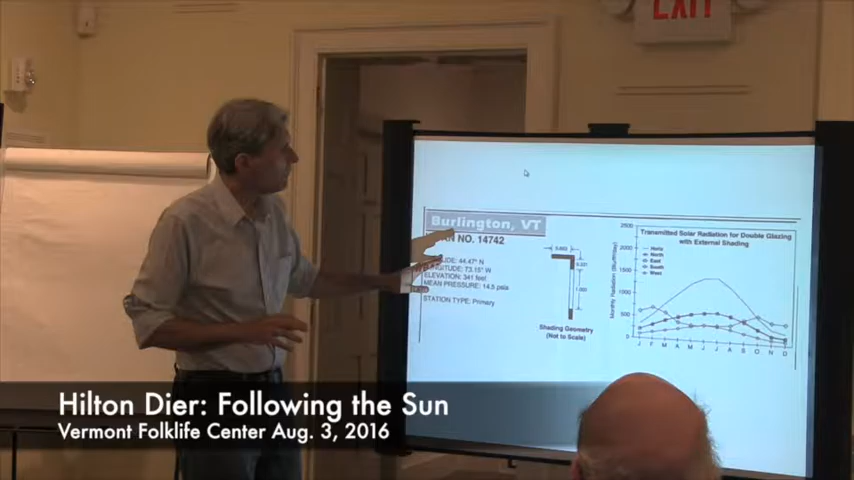 EXIT
Burlington, VT
NO. 14742
44.47° N
73.15° W
ELEVATION: 341 feet
MEAN PRESSURE: 14.5 psia
STATION TYPE: Primary
Shading Geometry
(Not to Scale)
Transmitted Solar Radiation for Double Glazing
with External Shading
2500
2000
1500
1000
500
0
Horiz
North
East
South
West
J F M A M J J A S O N D
Hilton Dier: Following the Sun
Vermont Folklife Center Aug. 3, 2016